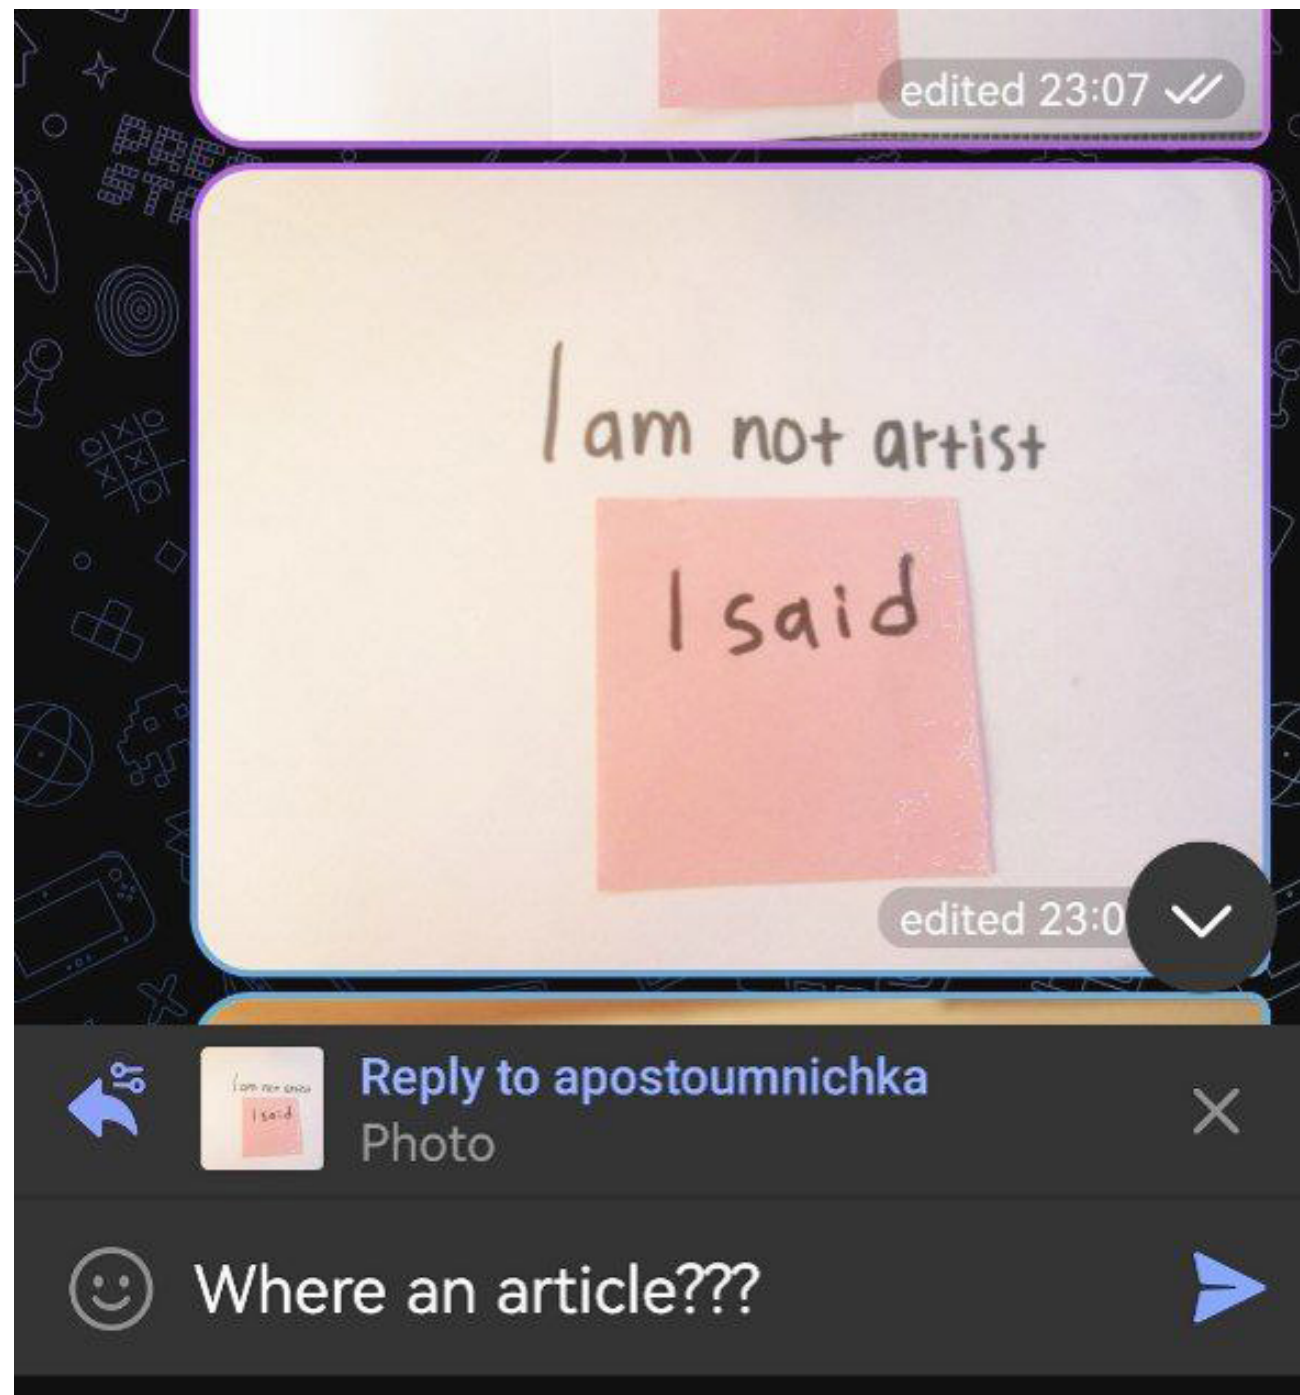 edited 23:07
I am not artist
I said
edited 23:0
Reply to apostoumnichka
Photo
Where an article???